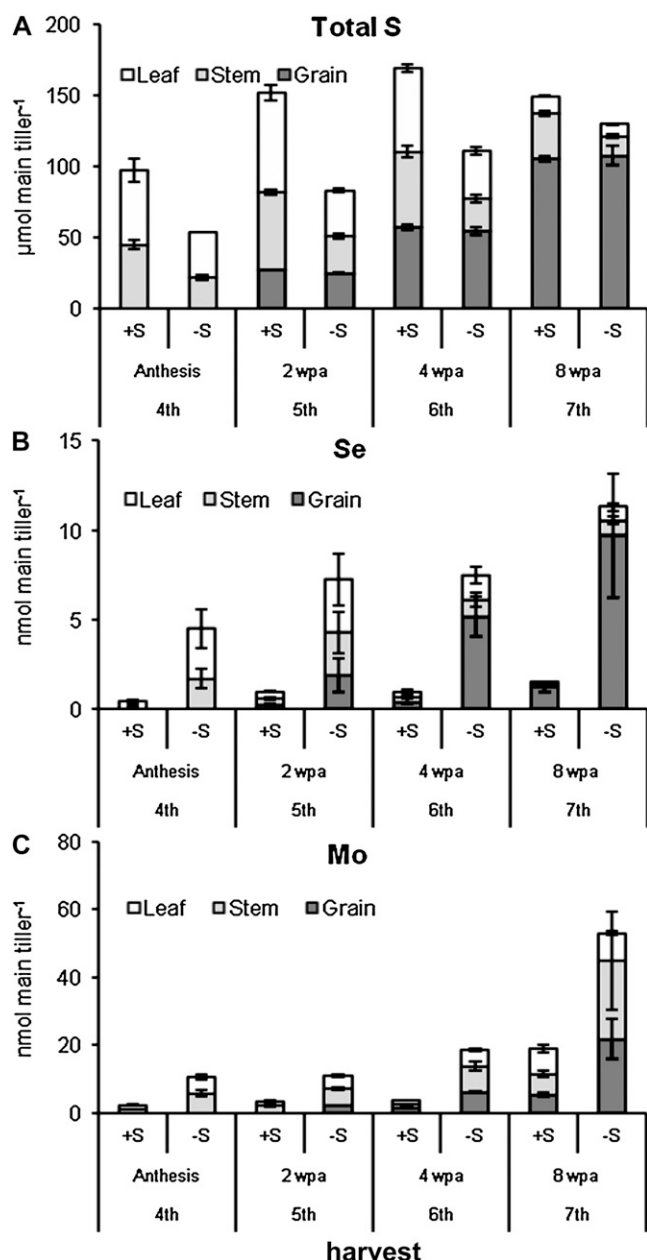 A
Total S
200
Leaf Stem Grain
150
100
50
0
µmol main tiller⁻¹
+S -S +S -S +S -S +S -S
Anthesis 2 wpa 4 wpa 8 wpa
4th 5th 6th 7th
B
Se
15
Leaf Stem Grain
10
5
0
nmol main tiller⁻¹
+S -S +S -S +S -S +S -S
Anthesis 2 wpa 4 wpa 8 wpa
4th 5th 6th 7th
C
Mo
80
Leaf Stem Grain
60
40
20
0
nmol main tiller⁻¹
+S -S +S -S +S -S +S -S
Anthesis 2 wpa 4 wpa 8 wpa
4th 5th 6th 7th
harvest